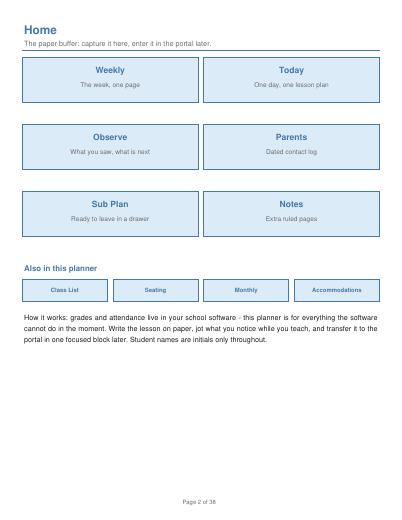 Home
The paper buffer: capture it here, enter it in the portal later.
Weekly
The week, one page
Today
One day, one lesson plan
Observe
What you saw, what is next
Parents
Dated contact log
Sub Plan
Ready to leave in a drawer
Notes
Extra ruled pages
Also in this planner
Class List
Seating
Monthly
Accommodations
How it works: grades and attendance live in your school software - this planner is for everything the software
cannot do in the moment. Write the lesson on paper, jot what you notice while you teach, and transfer it to the
portal in one focused block later. Student names are initials only throughout.
Page 2 of 38